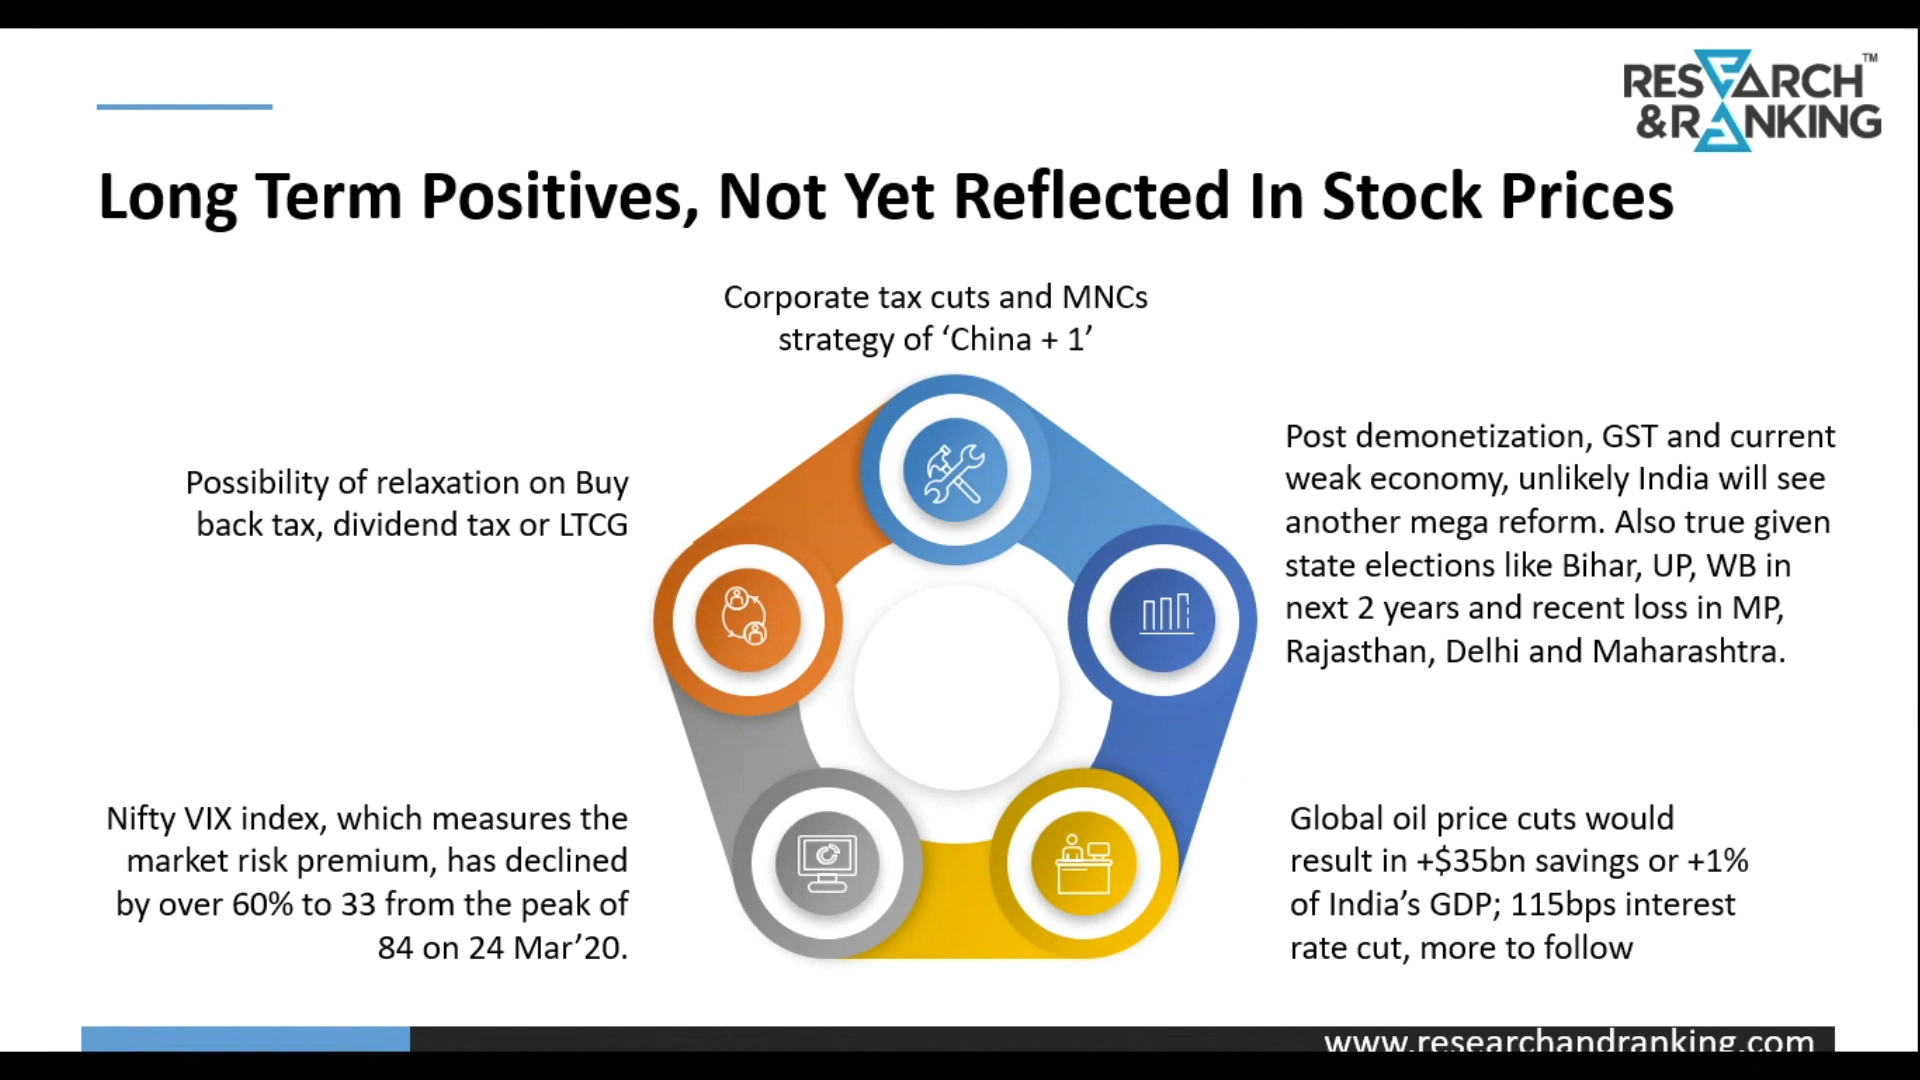 RESEARCH™
&RANKING
Long Term Positives, Not Yet Reflected In Stock Prices
Corporate tax cuts and MNCs
strategy of ‘China + 1’
Post demonetization, GST and current
weak economy, unlikely India will see
another mega reform. Also true given
state elections like Bihar, UP, WB in
next 2 years and recent loss in MP,
Rajasthan, Delhi and Maharashtra.
Possibility of relaxation on Buy
back tax, dividend tax or LTCG
Nifty VIX index, which measures the
market risk premium, has declined
by over 60% to 33 from the peak of
84 on 24 Mar’20.
Global oil price cuts would
result in +$35bn savings or +1%
of India’s GDP; 115bps interest
rate cut, more to follow
www.researchandranking.com